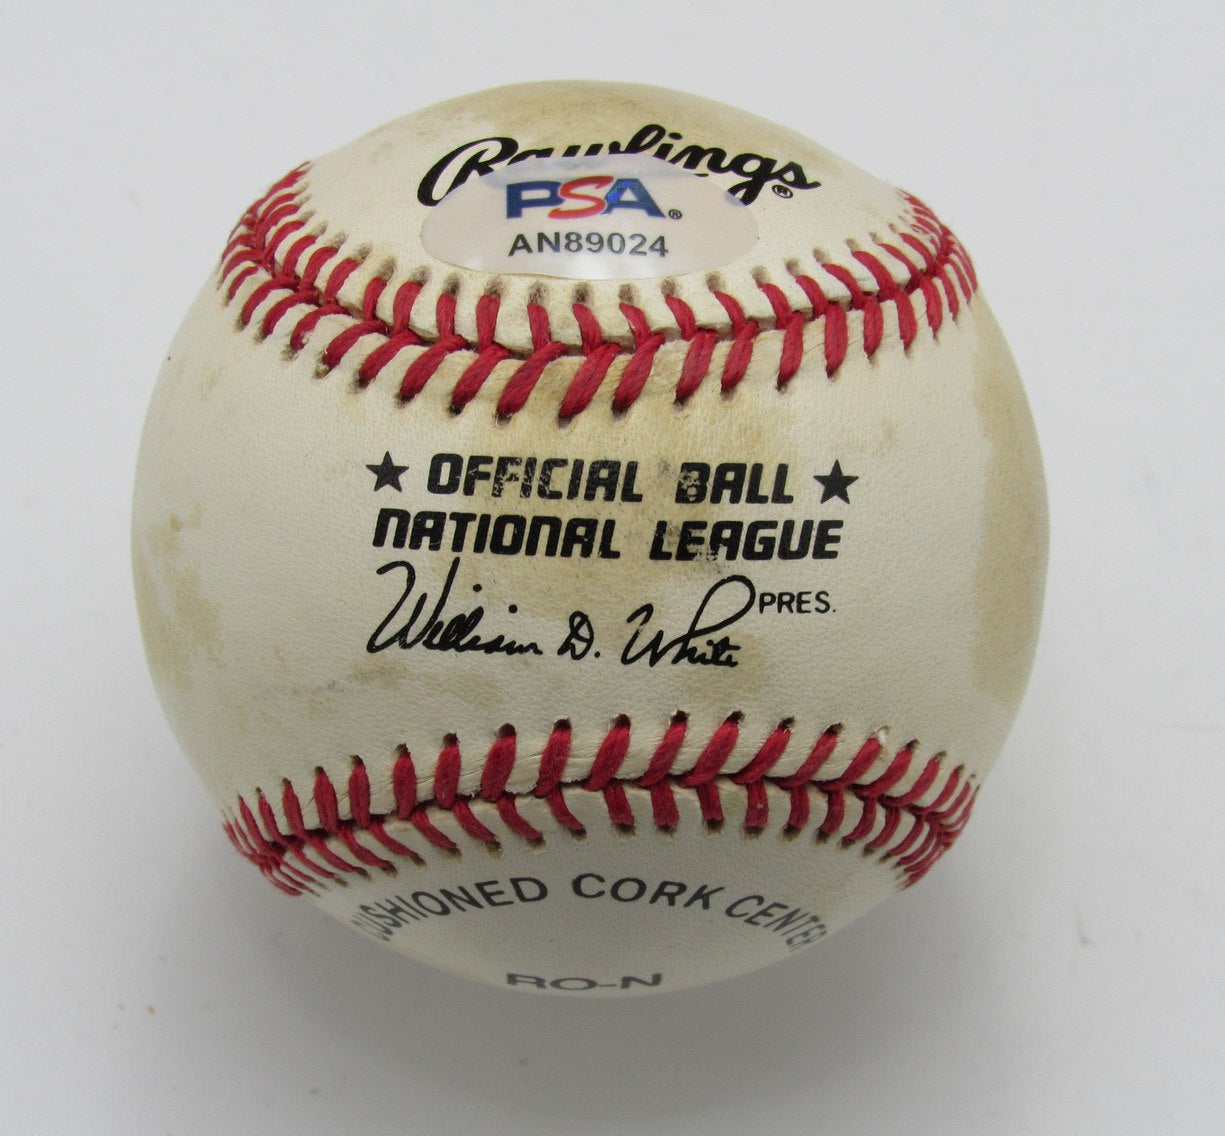 Rawlings®
PSA®
AN89024
★ OFFICIAL BALL ★
NATIONAL LEAGUE
William D. White PRES.
CUSHIONED CORK CENTER
RO-N